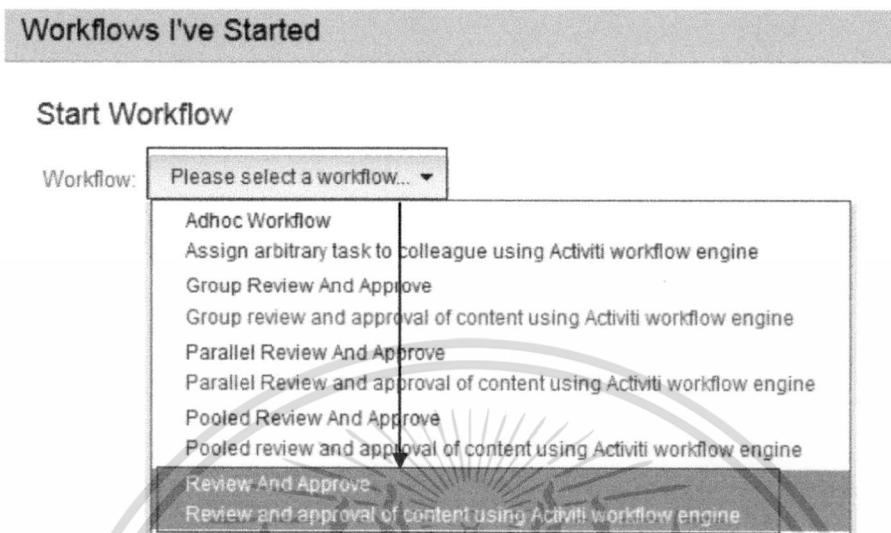 Workflows I've Started
Start Workflow
Workflow: Please select a workflow...
Adhoc Workflow
Assign arbitrary task to colleague using Activiti workflow engine
Group Review And Approve
Group review and approval of content using Activiti workflow engine
Parallel Review And Approve
Parallel Review and approval of content using Activiti workflow engine
Pooled Review And Approve
Pooled review and approval of content using Activiti workflow engine
Review And Approve
Review and approval of content using Activiti workflow engine